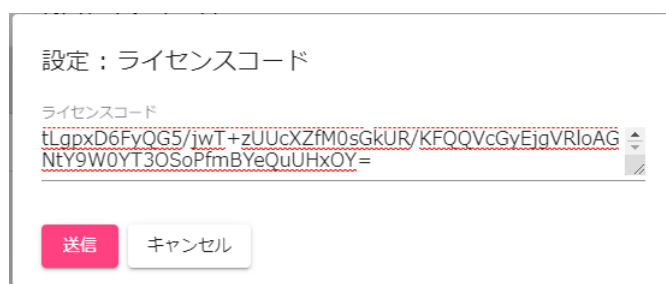 設定：ライセンスコード
ライセンスコード
tLgpxD6FyQG5/jwT+zUUcXZfM0sGkUR/KFQQVcGyEjgVRloAG
NtY9W0YT3OSoPfmBYeQuUHxOY=
送信
キャンセル